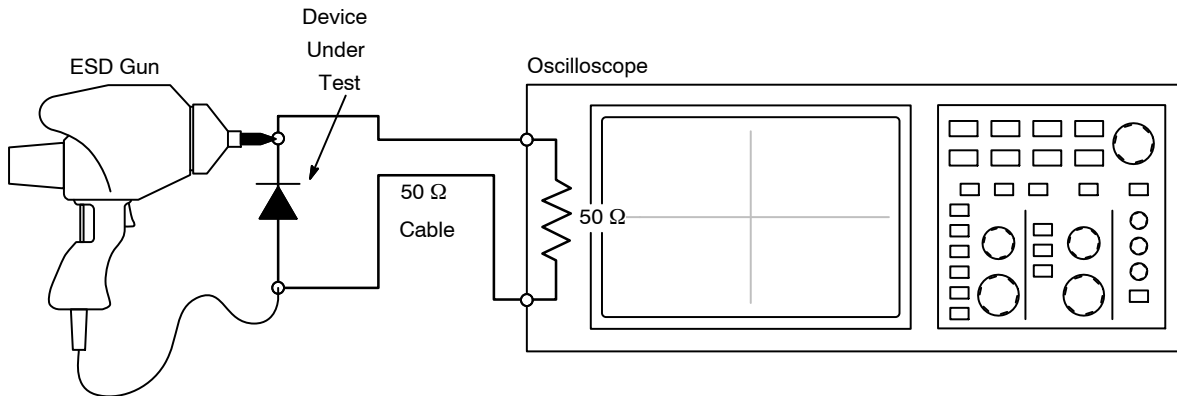 Device
Under
Test
ESD Gun
Oscilloscope
50 Ω
Cable
50 Ω